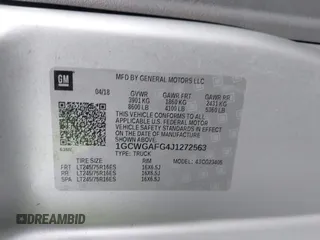 GM
MFD BY GENERAL MOTORS LLC
04/18 GVWR GAWR FRT GAWR RR
3901 KG 1860 KG 2431 KG
8600 LB 4100 LB 5360 LB
THIS VEHICLE CONFORMS TO ALL APPLICABLE U.S.
FEDERAL MOTOR VEHICLE SAFETY
STANDARDS IN EFFECT ON THE DATE OF
MANUFACTURE SHOWN ABOVE.
1GCWGAFG4J1272563
TYPE: TRUCK MODEL:
TIRE SIZE RIM
FRT LT245/75R16ES 16X6.5J
RR LT245/75R16ES 16X6.5J
SPA LT245/75R16ES 16X6.5J